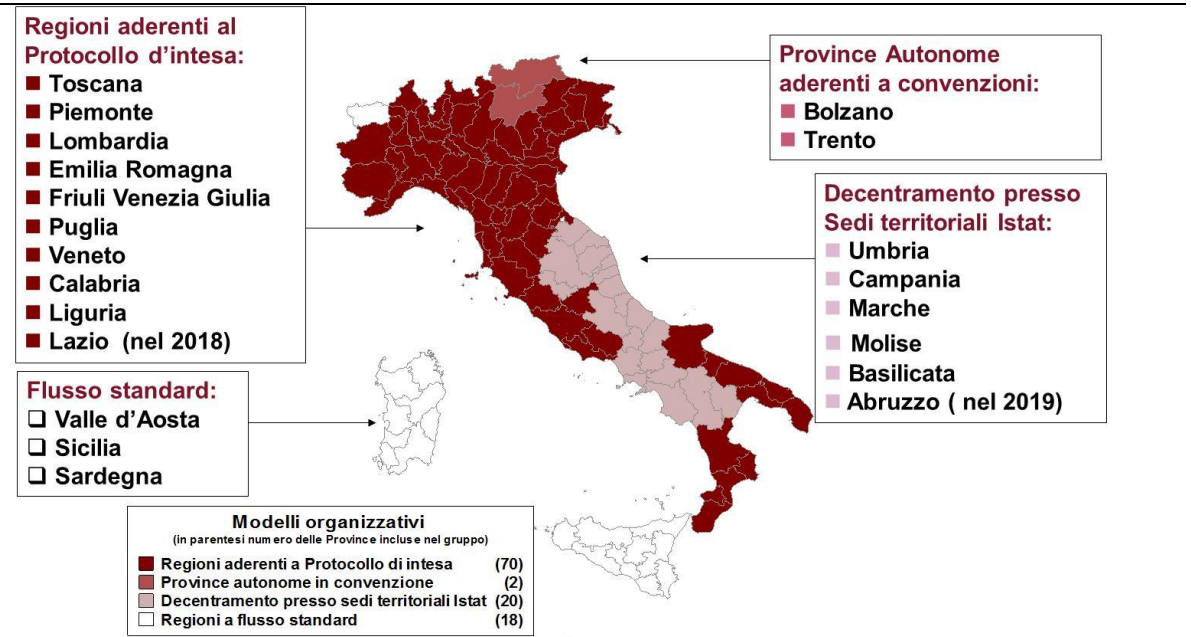 Regioni aderenti al
Protocollo d’intesa:
Toscana
Piemonte
Lombardia
Emilia Romagna
Friuli Venezia Giulia
Puglia
Veneto
Calabria
Liguria
Lazio (nel 2018)
Flusso standard:
Valle d’Aosta
Sicilia
Sardegna
Province Autonome
aderenti a convenzioni:
Bolzano
Trento
Decentramento presso
Sedi territoriali Istat:
Umbria
Campania
Marche
Molise
Basilicata
Abruzzo ( nel 2019)
Modelli organizzativi
(in parentesi numero delle Province incluse nel gruppo)
Regioni aderenti a Protocollo di intesa (70)
Province autonome in convenzione (2)
Decentramento presso sedi territoriali Istat (20)
Regioni a flusso standard (18)